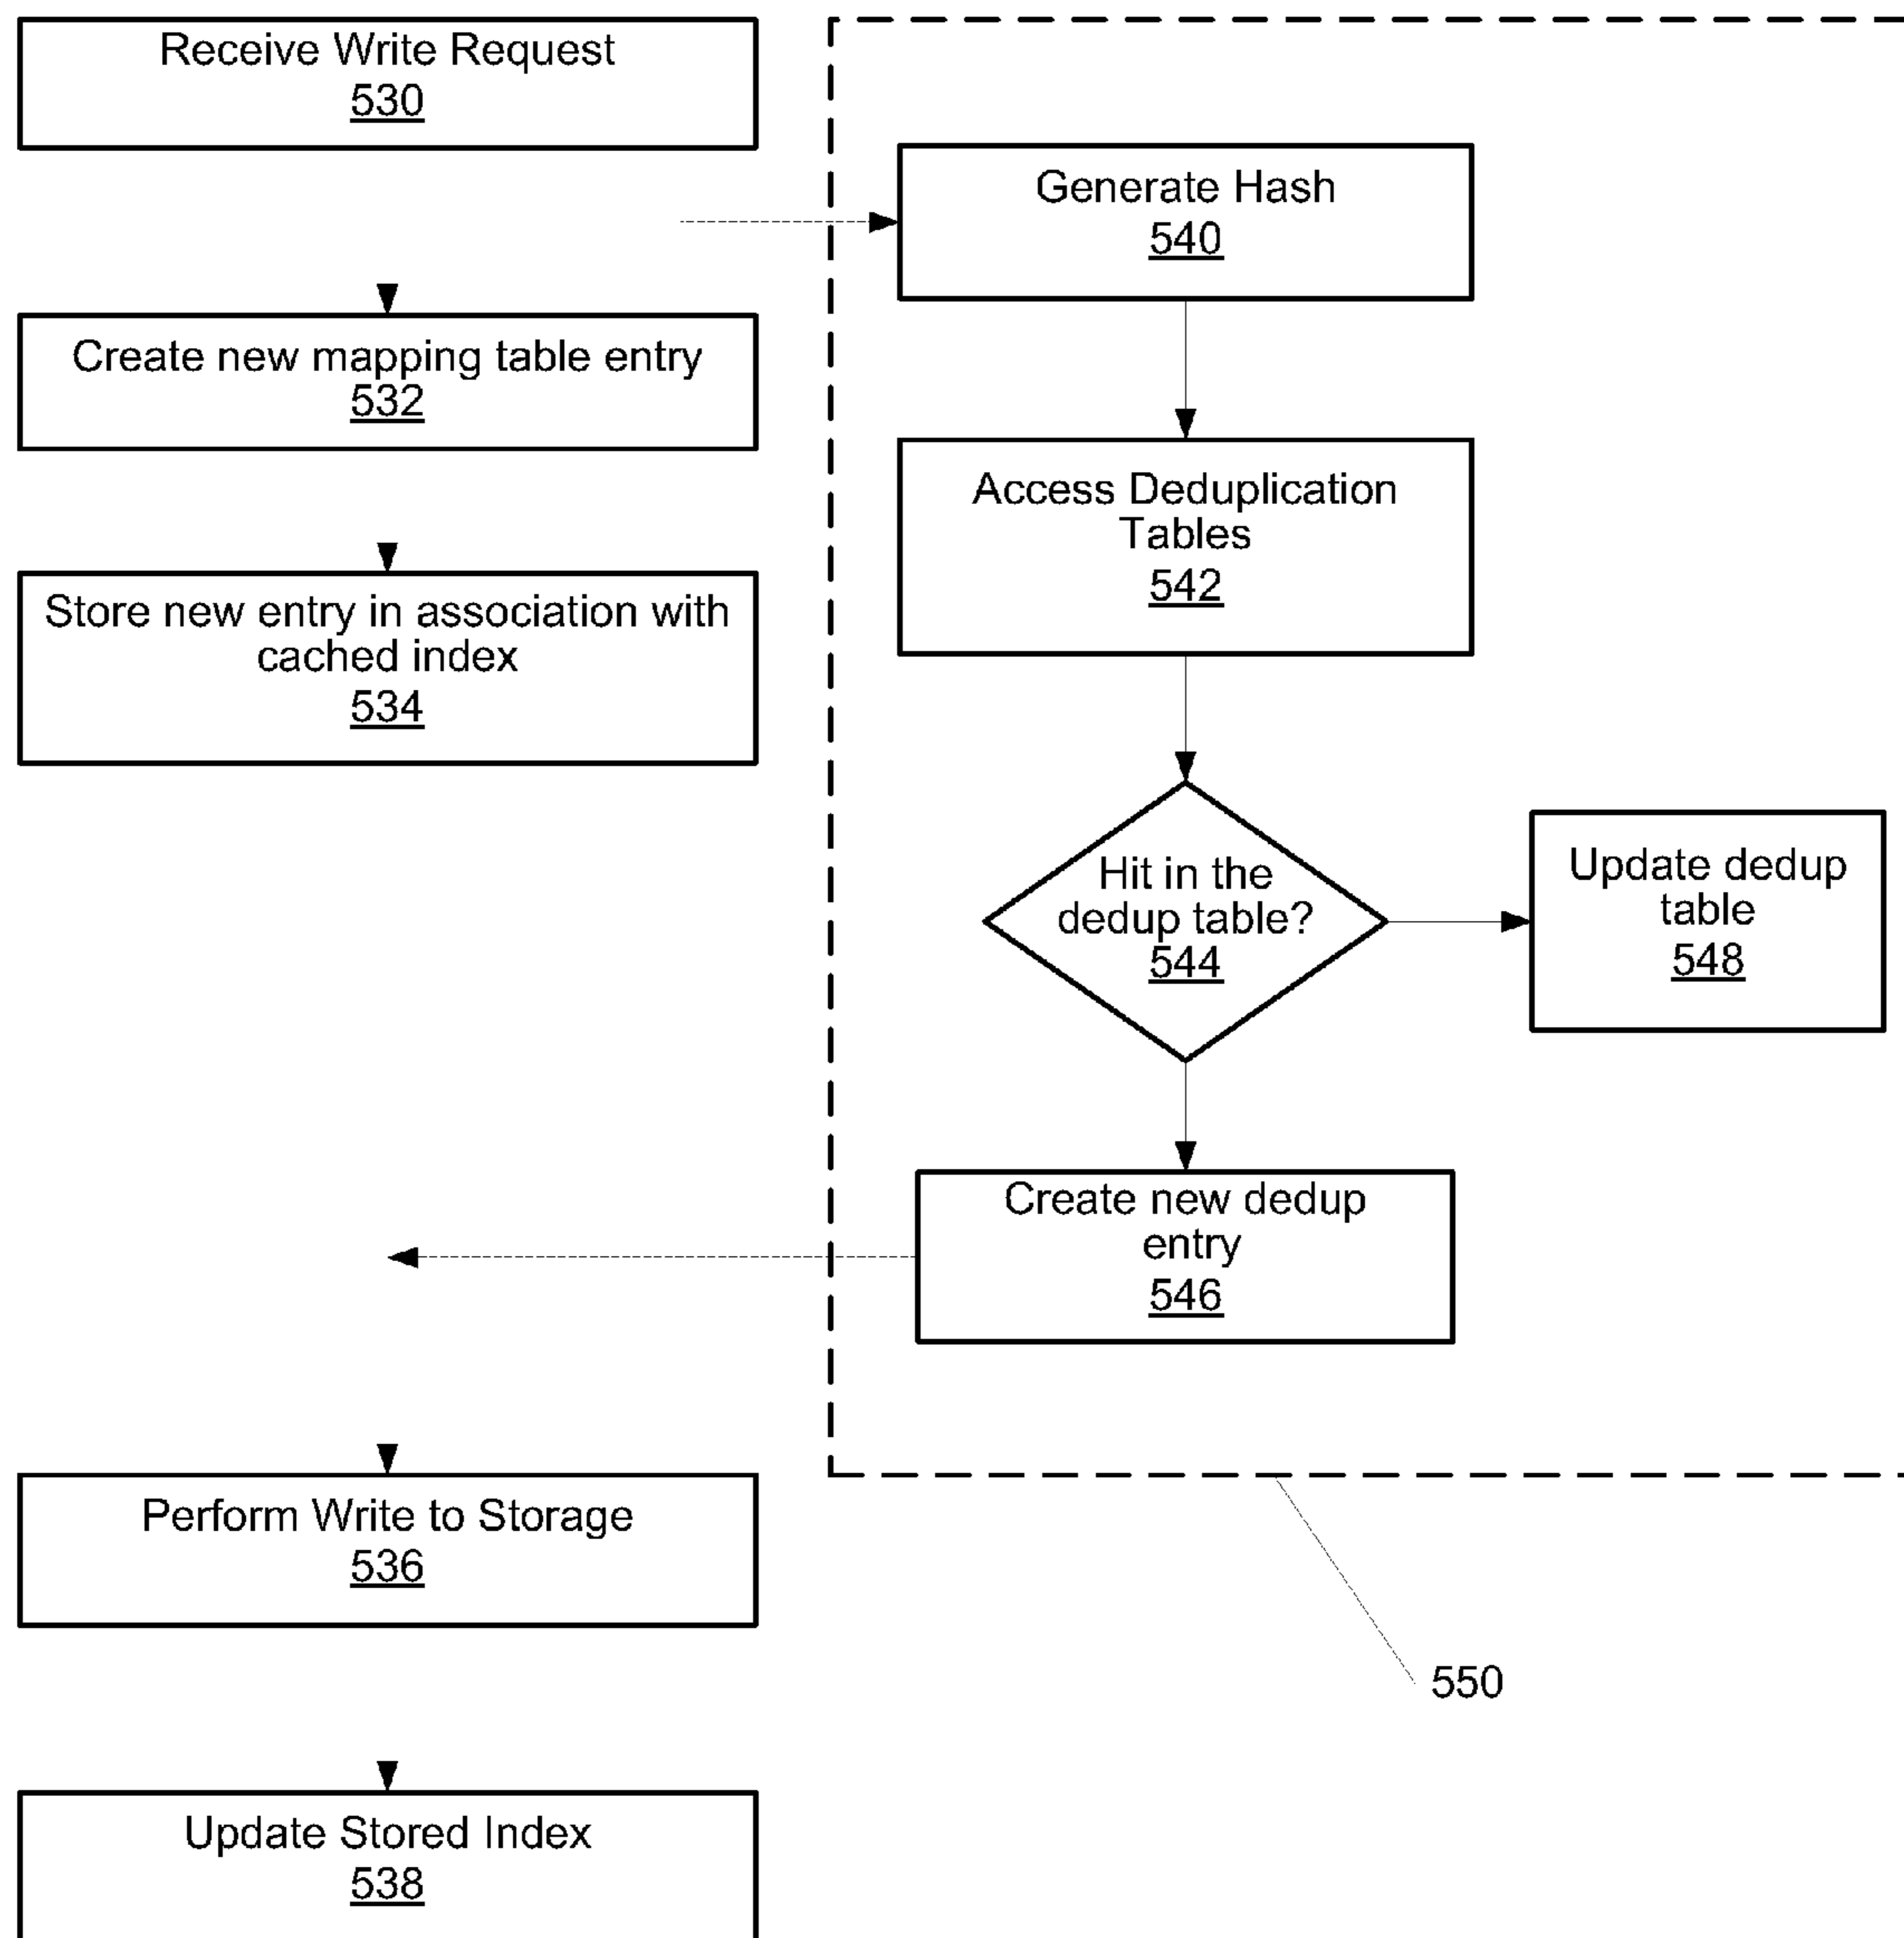 Receive Write Request
530
Create new mapping table entry
532
Store new entry in association with
cached index
534
Perform Write to Storage
536
Update Stored Index
538
Generate Hash
540
Access Deduplication
Tables
542
Hit in the
dedup table?
544
Update dedup
table
548
Create new dedup
entry
546
550